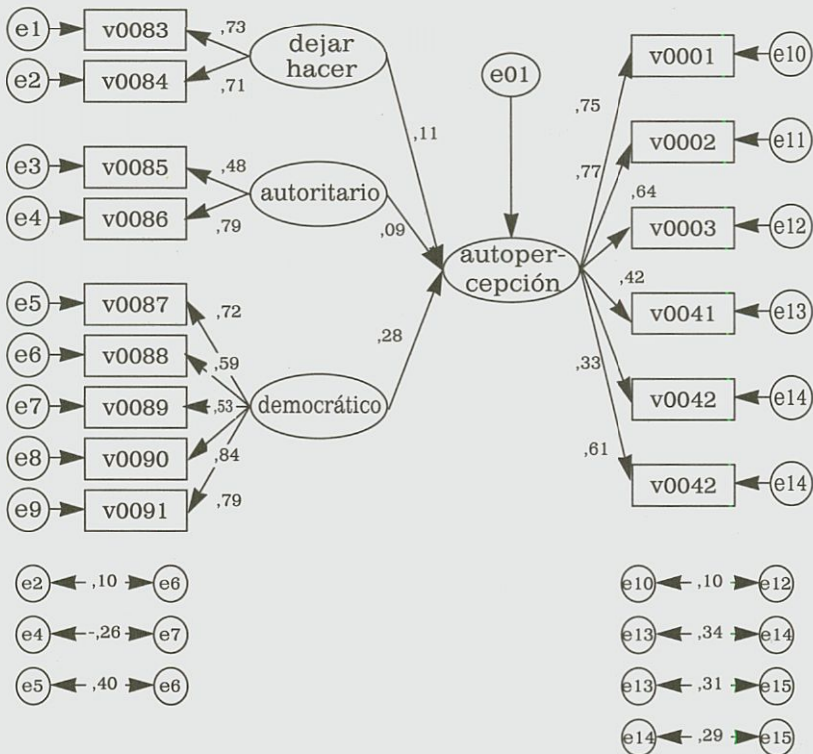 e1
v0083
,73
dejar
hacer
e2
v0084
,71
e01
v0001
e10
,75
,11
v0002
e11
,77
e3
v0085
,48
autoritario
e4
v0086
,79
,09
,64
v0003
e12
autoper-
cepción
,42
v0041
e13
e5
v0087
,72
e6
v0088
,59
,28
,33
e7
v0089
,53
democrático
v0042
e14
e8
v0090
,84
e9
v0091
,79
,61
v0042
e14
e2 ,10 e6
e4 -,26 e7
e5 ,40 e6
e10 ,10 e12
e13 ,34 e14
e13 ,31 e15
e14 ,29 e15